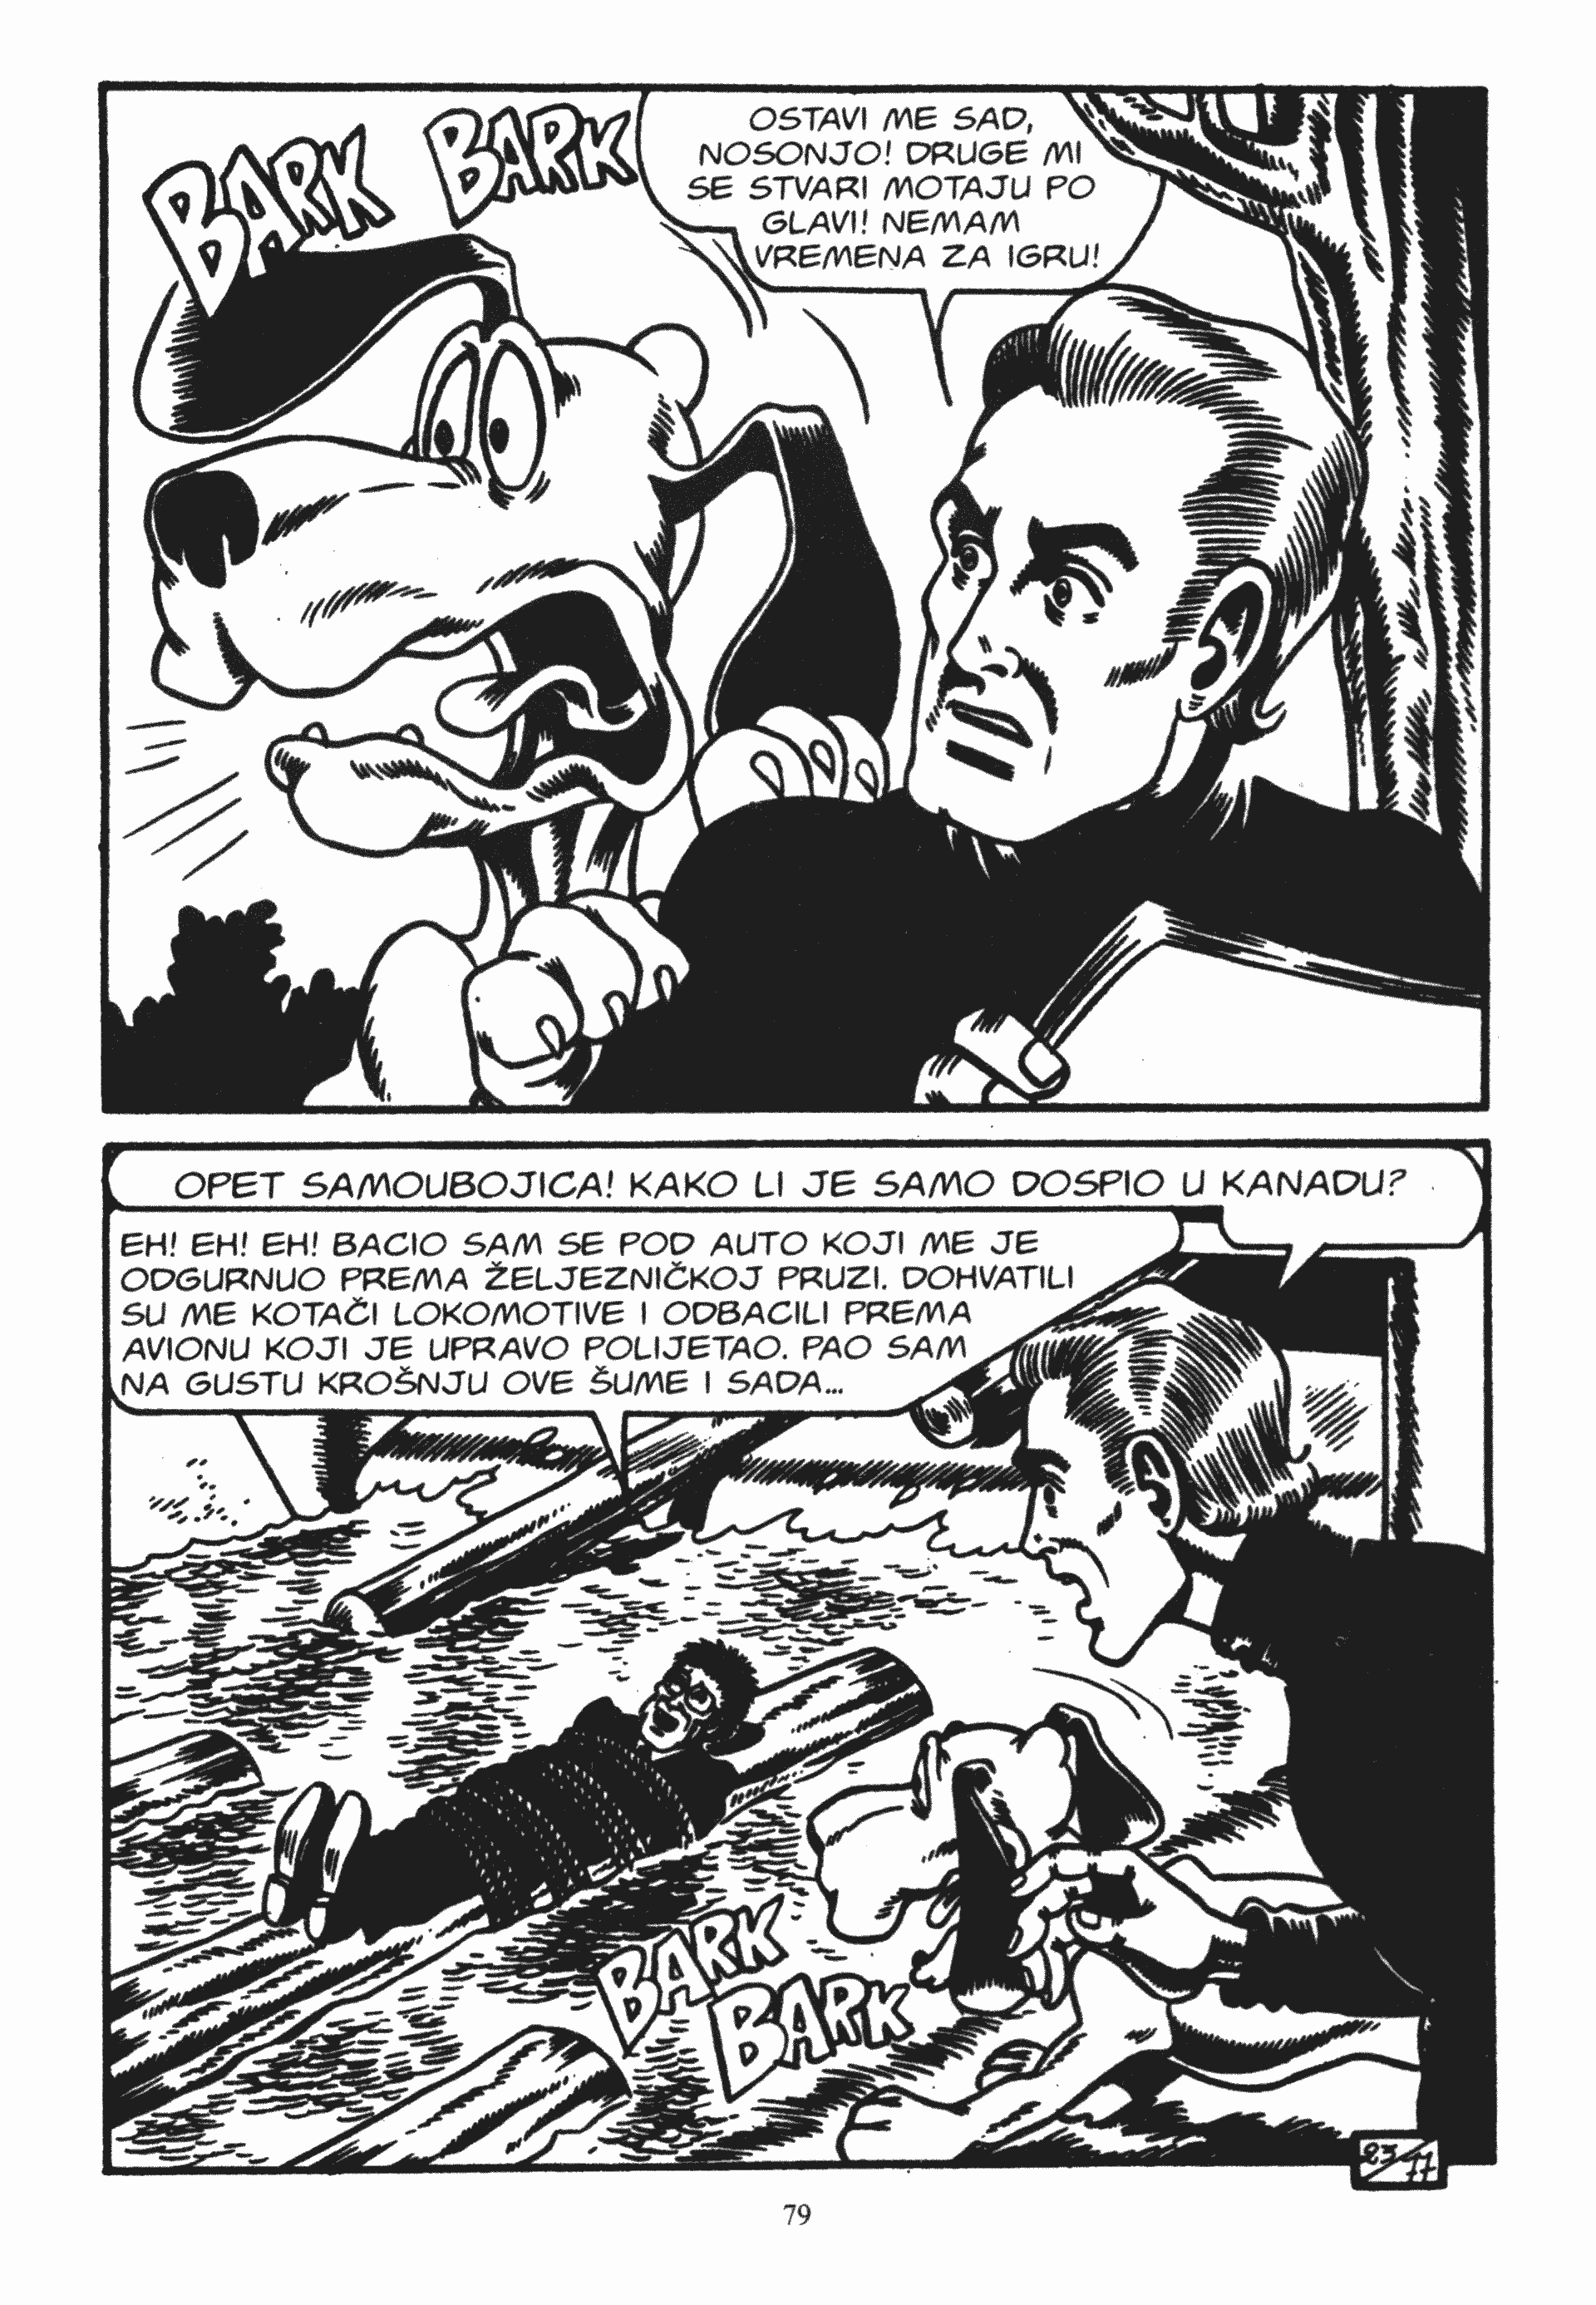 BARK BARK
OSTAVI ME SAD,
NOSONJO! DRUGE MI
SE STVARI MOTAJU PO
GLAVI! NEMAM
VREMENA ZA IGRU!
OPET SAMOUBOJICA! KAKO LI JE SAMO DOSPIO U KANADU?
EH! EH! EH! BACIO SAM SE POD AUTO KOJI ME JE
ODGURNUO PREMA ŽELJEZNIČKOJ PRUZI. DOHVATILI
SU ME KOTAČI LOKOMOTIVE I ODBACILI PREMA
AVIONU KOJI JE UPRAVO POLIJETAO. PAO SAM
NA GUSTU KROŠNJU OVE ŠUME I SADA...
BARK
BARK
23/77
79